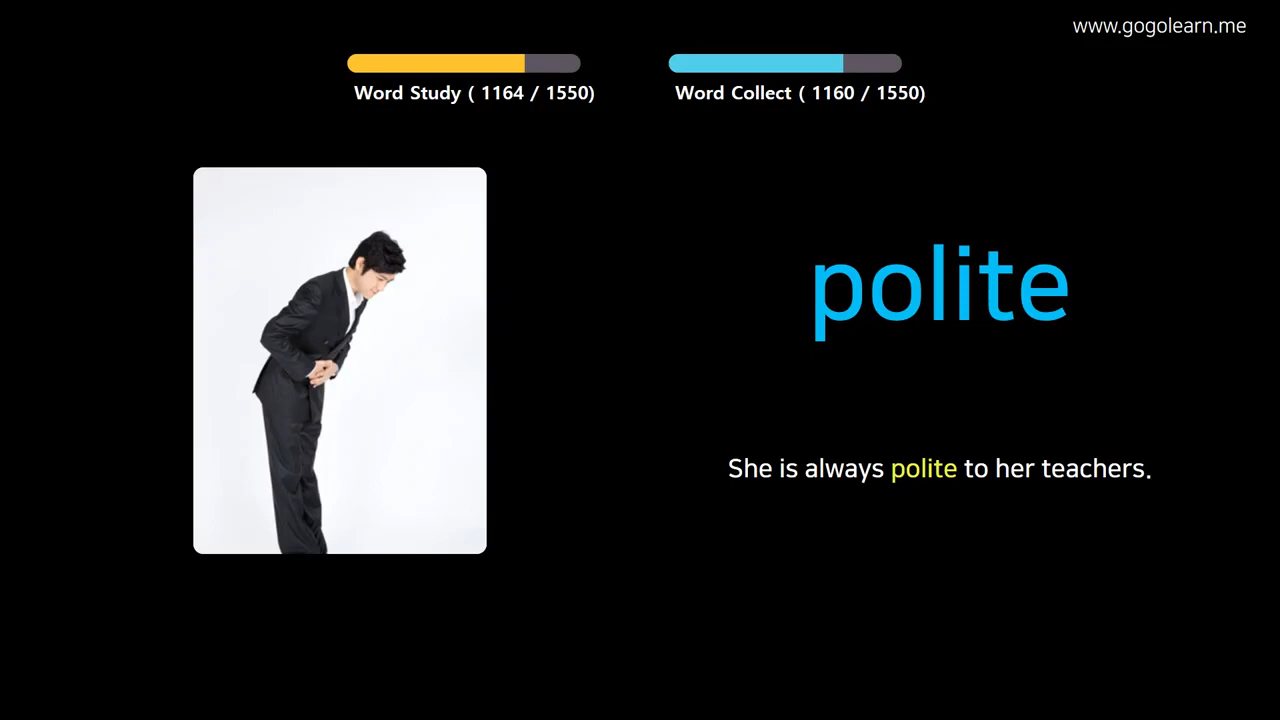 www.gogolearn.me
Word Study ( 1164 / 1550)
Word Collect ( 1160 / 1550)
polite
She is always polite to her teachers.